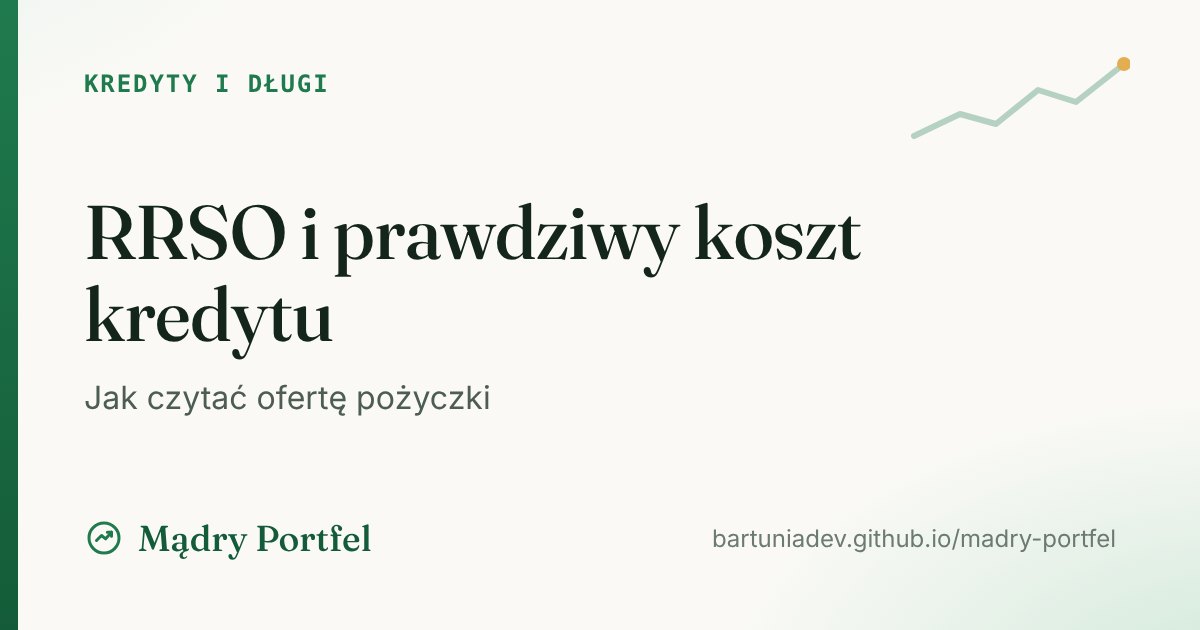 KREDYTY I DŁUGI
RRSO i prawdziwy koszt
kredytu
Jak czytać ofertę pożyczki
Mądry Portfel
bartuniadev.github.io/madry-portfel